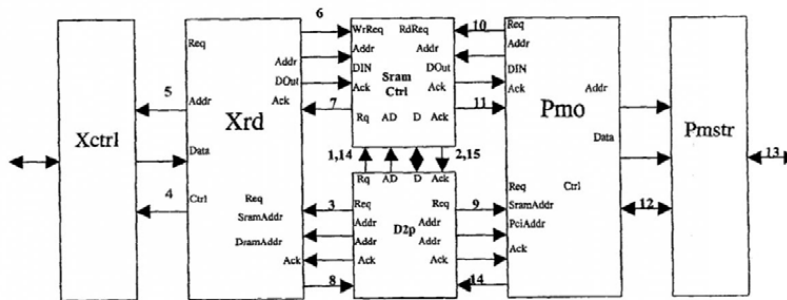 6
10
Req
WrReq RdReq
Req
Addr
Addr Addr
Addr
DIN DOut
DIN
DOut
Sram
Ctrl
Ack Ack
Ack
Ack
Addr
5
Addr
7
11
Xctrl
Xrd
Pmo
Pmstr
Rq AD D Ack
Data
Data
1,14
2,15
13
Rq AD D Ack
4
Ctrl
Req
SramAddr
DramAddr
Ack
3
Req Req
Addr Addr
D2p
Addr Addr
Ack Ack
9
Req Ctrl
SramAddr
PciAddr
Ack
12
8
14